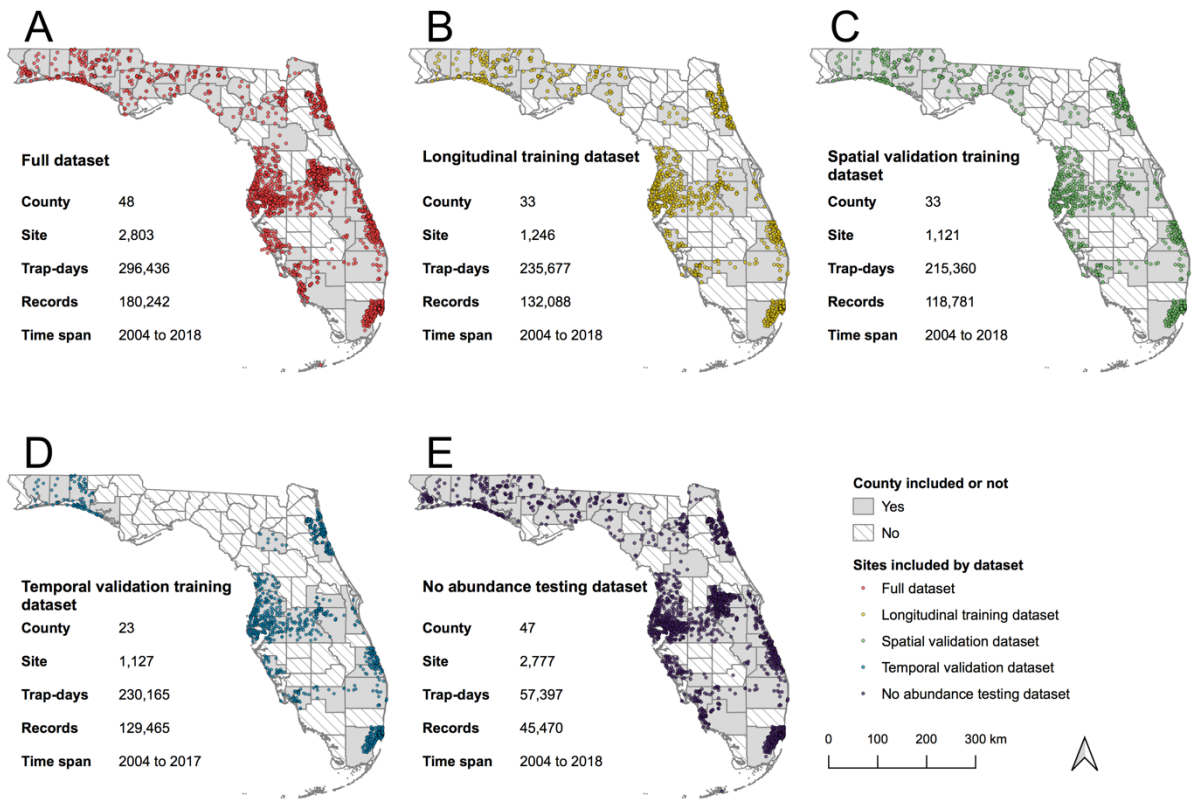 A
Full dataset
County 48
Site 2,803
Trap-days 296,436
Records 180,242
Time span 2004 to 2018
B
Longitudinal training dataset
County 33
Site 1,246
Trap-days 235,677
Records 132,088
Time span 2004 to 2018
C
Spatial validation training
dataset
County 33
Site 1,121
Trap-days 215,360
Records 118,781
Time span 2004 to 2018
D
Temporal validation training
dataset
County 23
Site 1,127
Trap-days 230,165
Records 129,465
Time span 2004 to 2017
E
No abundance testing dataset
County 47
Site 2,777
Trap-days 57,397
Records 45,470
Time span 2004 to 2018
County included or not
Yes
No
Sites included by dataset
Full dataset
Longitudinal training dataset
Spatial validation dataset
Temporal validation dataset
No abundance testing dataset
0 100 200 300 km